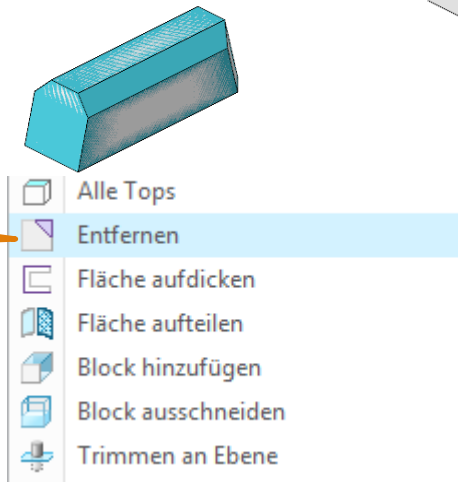 Alle Tops
Entfernen
Fläche aufdicken
Fläche aufteilen
Block hinzufügen
Block ausschneiden
Trimmen an Ebene